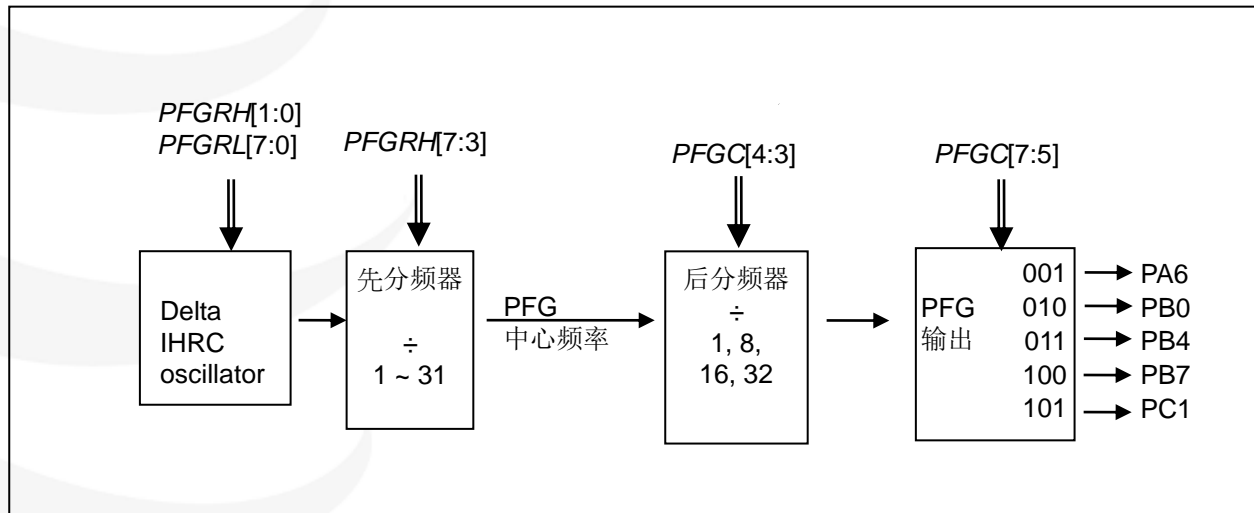 PFGRH[1:0]
PFGRL[7:0]
PFGRH[7:3]
PFGC[4:3]
PFGC[7:5]
Delta
IHRC
oscillator
先分频器
÷
1 ~ 31
PFG
中心频率
后分频器
÷
1, 8,
16, 32
PFG
输出
001
010
011
100
101
PA6
PB0
PB4
PB7
PC1